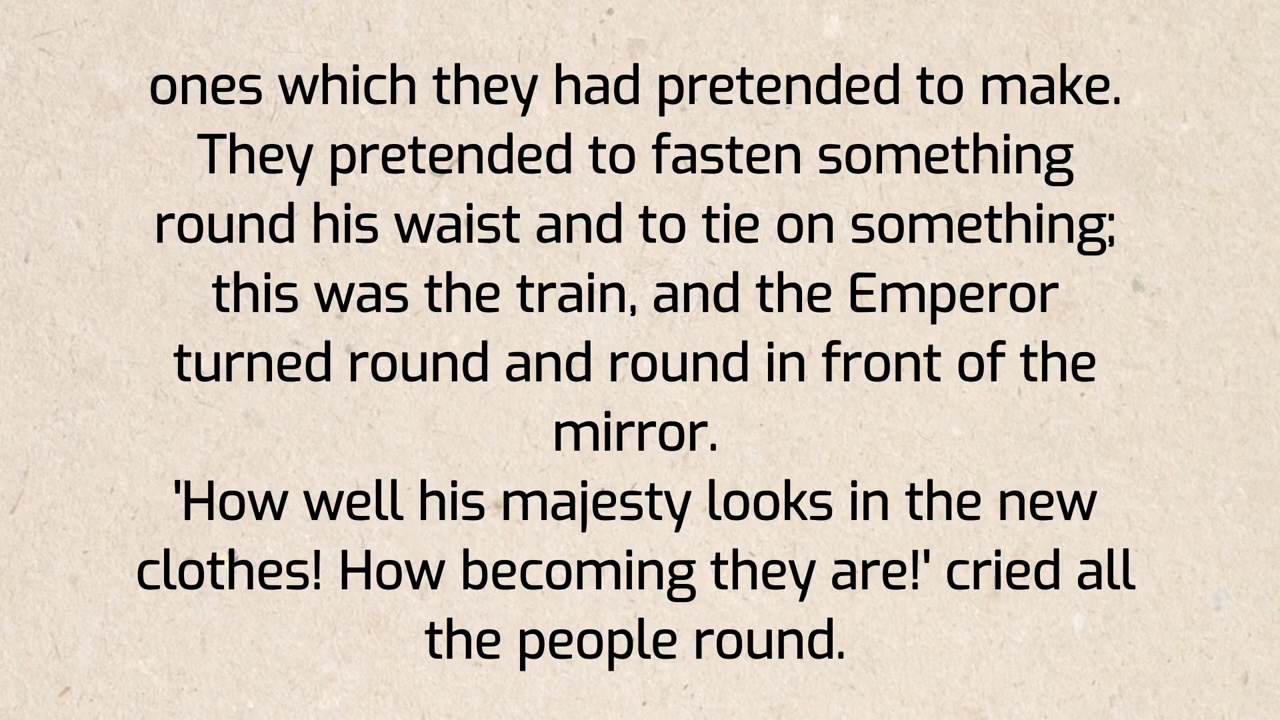 ones which they had pretended to make.
They pretended to fasten something
round his waist and to tie on something;
this was the train, and the Emperor
turned round and round in front of the
mirror.
'How well his majesty looks in the new
clothes! How becoming they are!' cried all
the people round.